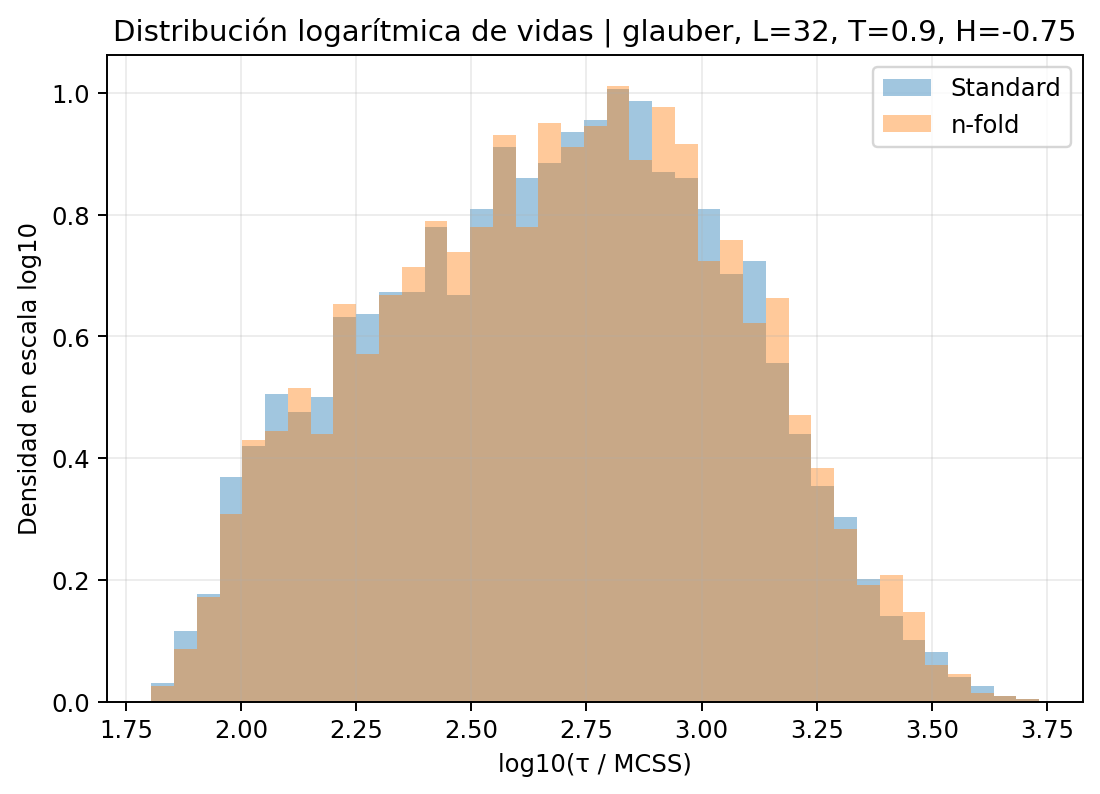 Distribución logarítmica de vidas | glauber, L=32, T=0.9, H=-0.75
Standard
n-fold
Densidad en escala log10
1.0
0.8
0.6
0.4
0.2
0.0
1.75 2.00 2.25 2.50 2.75 3.00 3.25 3.50 3.75
log10(τ / MCSS)